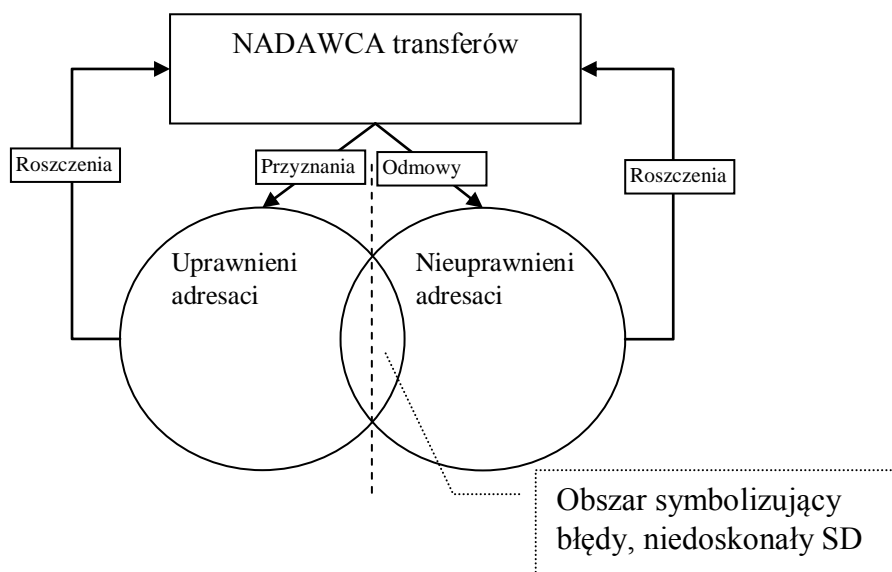 NADAWCA transferów
Roszczenia
Przyznania
Odmowy
Roszczenia
Uprawnieni
adresaci
Nieuprawnieni
adresaci
Obszar symbolizujący
błędy, niedoskonały SD